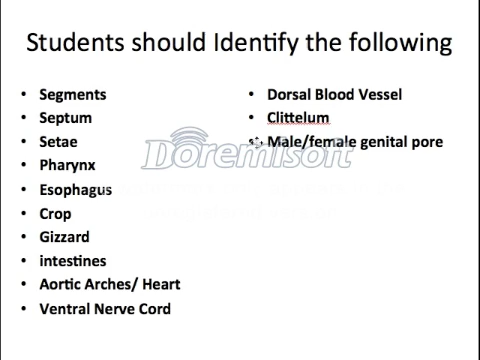 Students should Identify the following
• Segments
• Septum
• Setae
• Pharynx
• Esophagus
• Crop
• Gizzard
• intestines
• Aortic Arches/ Heart
• Ventral Nerve Cord
• Dorsal Blood Vessel
• Clittelum
• Male/female genital pore
Doremisoft